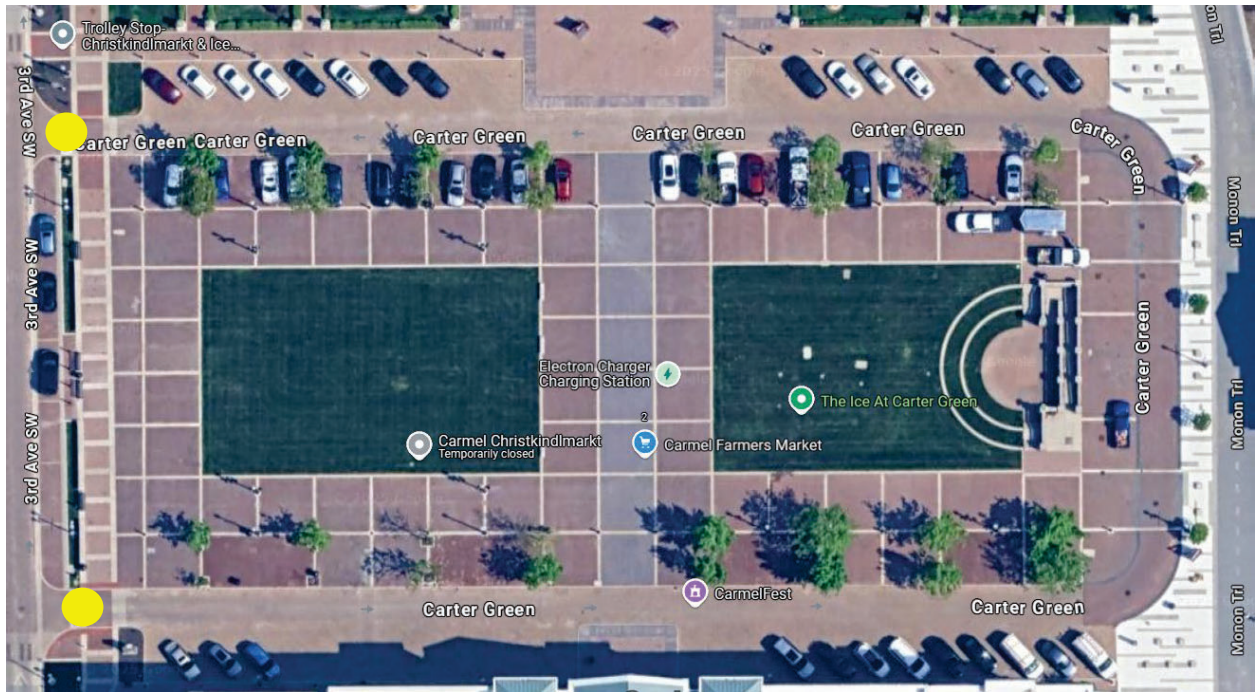 Trolley Stop-
Christkindlmarkt & Ice...
Monon Trl
3rd Ave SW
Carter Green
Carter Green
Carter Green
Carter Green
Carter Green
Carter Green
Monon Trl
3rd Ave SW
Carter Green
Electron Charger
Charging Station
The Ice At Carter Green
2
Carmel Christkindlmarkt
Temporarily closed
Carmel Farmers Market
Monon Trl
3rd Ave SW
CarmelFest
Carter Green
Carter Green
Monon Trl